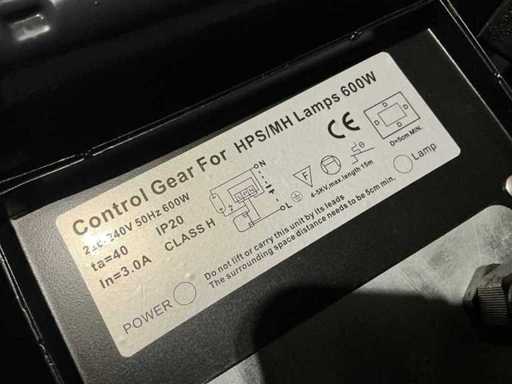 Control Gear For HPS/MH Lamps 600W
220-240V 50Hz 600W
ta=40 IP20
In=3.0A CLASS H
N
L
F
4-5KV,max.length 15m
CE
D=5cm MIN.
Lamp
Do not lift or carry this unit by its leads
The surrounding space distance needs to be 5cm min.
POWER